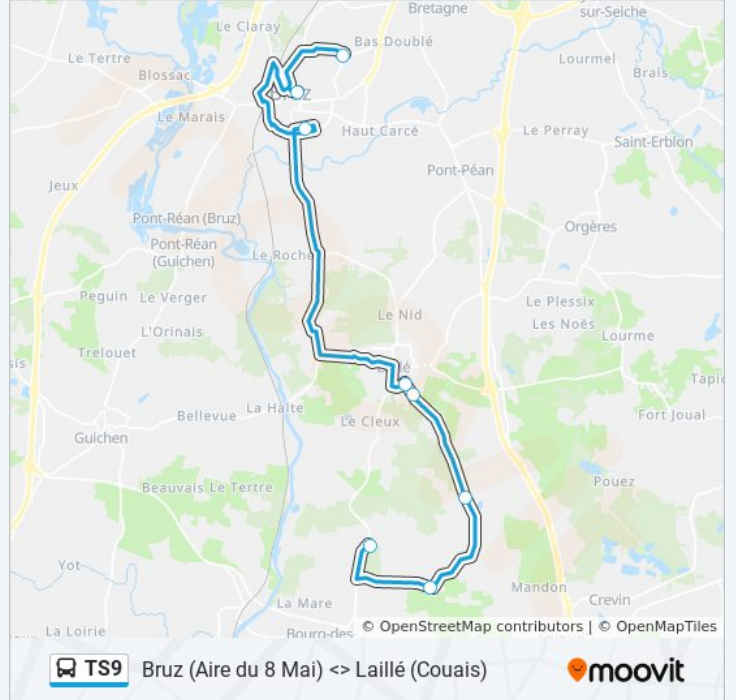 Bretagne
sur-Seiche
Le Claray
Bas Doublé
Le Tertre
Lourmel
Blossac
Brais
Le Marais
Haut Carcé
Le Perray
Saint-Erblon
Pont-Péan
Jeux
Pont-Réan (Bruz)
Orgères
Pont-Réan
(Guichen)
Le Roche
Peguin
Le Verger
Le Plessix
Le Nid
Les Noês
L'Orinais
Lourme
Trelouet
La Halte
Bellevue
Fort Joual
Le Cleux
Guichen
Pouez
Beauvais
Le Tertre
Yot
Mandon
La Mare
Crevin
La Loirie
Bourg-des
© OpenStreetMap contributors | © OpenMapTiles
TS9
Bruz (Aire du 8 Mai) <> Laillé (Couais)
moovit